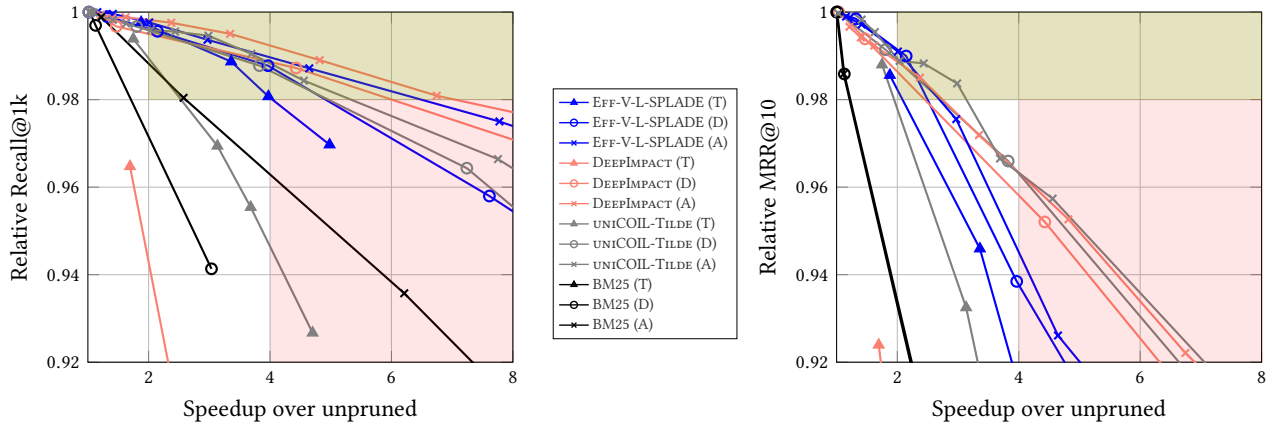 Relative Recall@1k
1
0.98
0.96
0.94
0.92
2
4
6
8
Speedup over unpruned
Eff-V-L-SPLADE (T)
Eff-V-L-SPLADE (D)
Eff-V-L-SPLADE (A)
DeepImpact (T)
DeepImpact (D)
DeepImpact (A)
uniCOIL-Tilde (T)
uniCOIL-Tilde (D)
uniCOIL-Tilde (A)
BM25 (T)
BM25 (D)
BM25 (A)
Relative MRR@10
1
0.98
0.96
0.94
0.92
2
4
6
8
Speedup over unpruned